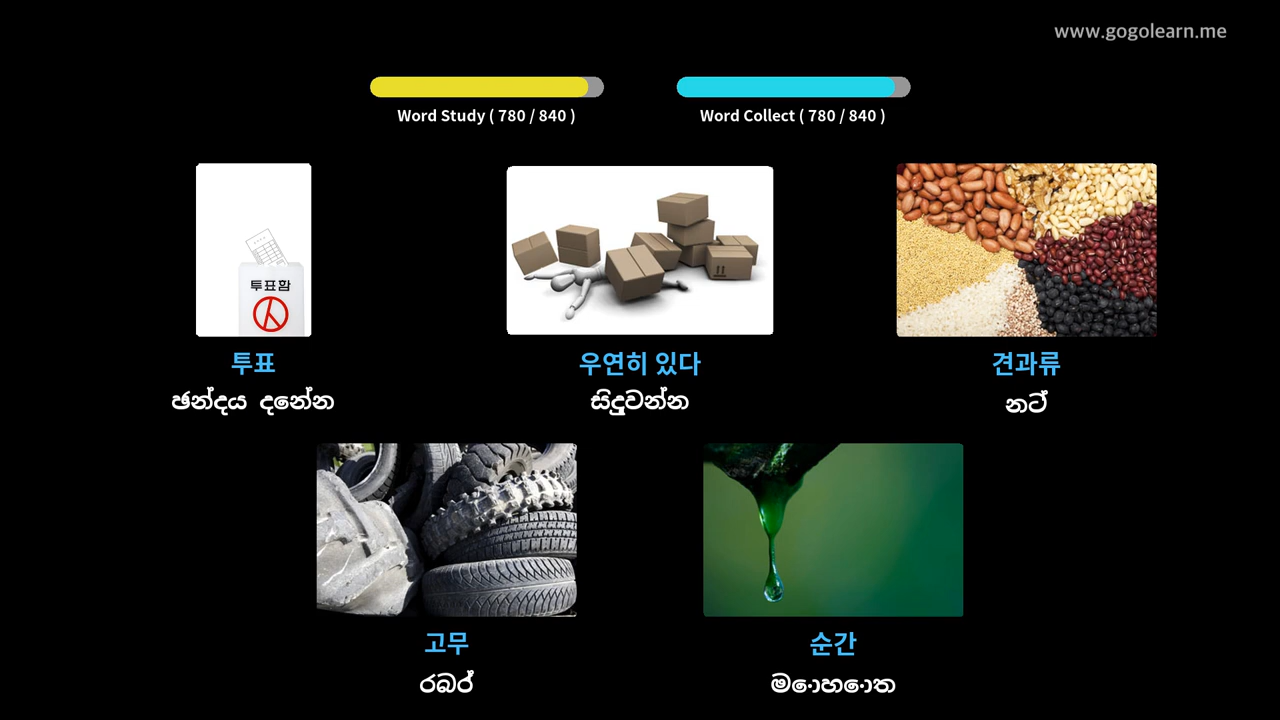 www.gogolearn.me
Word Study ( 780 / 840 )
Word Collect ( 780 / 840 )
투표함
투표
우연히 있다
견과류
ඡන්දය දනේන
සිදුවන්න
නට්
고무
순간
රබර්
මොහොත